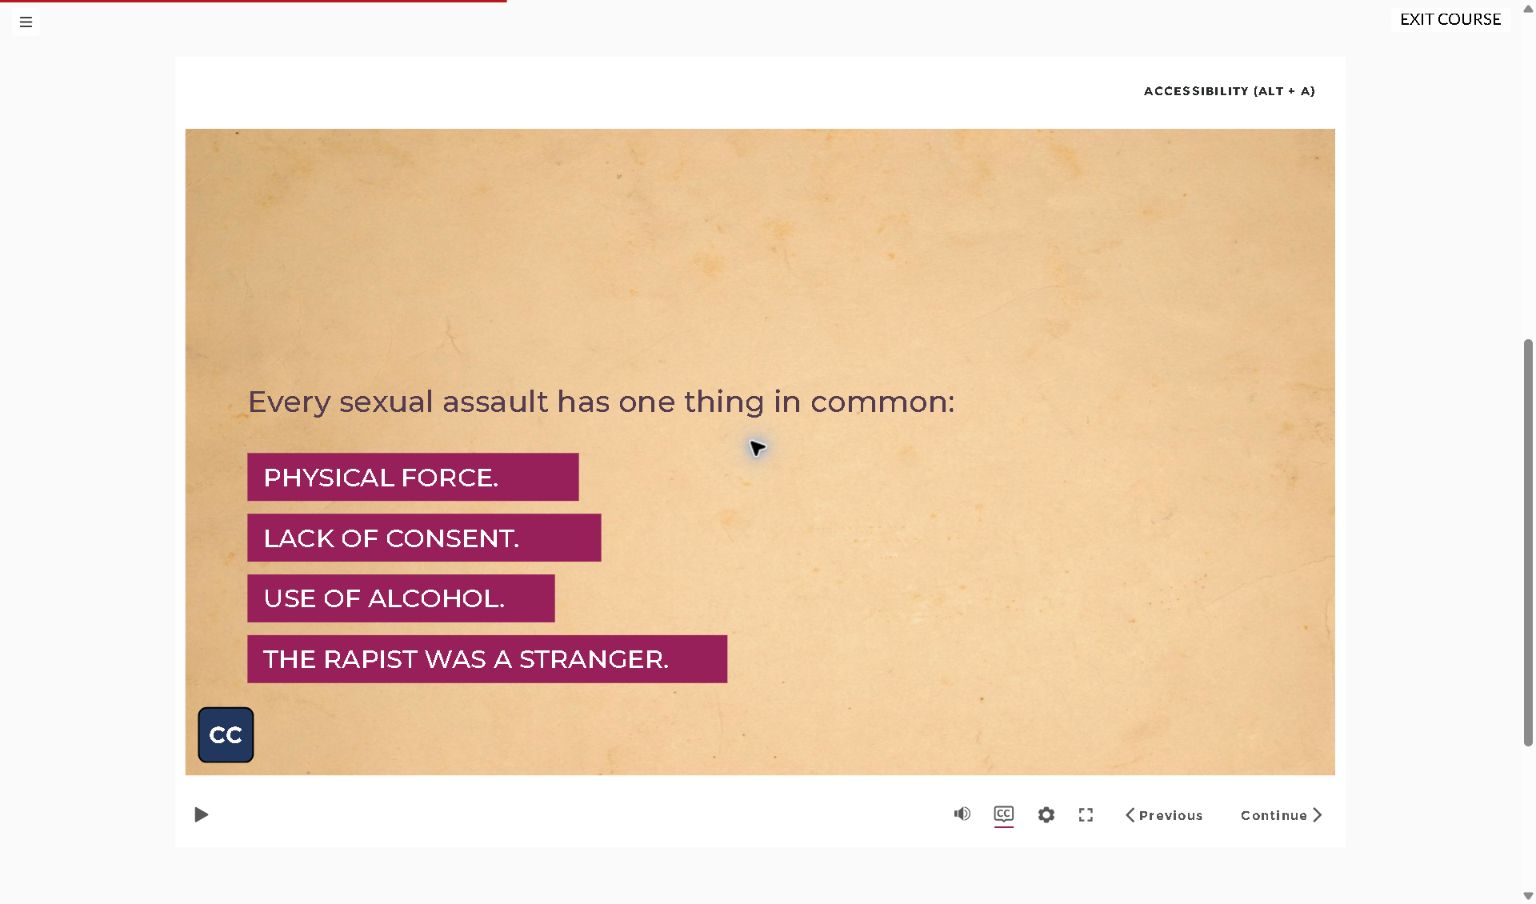 EXIT COURSE
ACCESSIBILITY (ALT + A)
Every sexual assault has one thing in common:
PHYSICAL FORCE.
LACK OF CONSENT.
USE OF ALCOHOL.
THE RAPIST WAS A STRANGER.
CC
CC Previous Continue